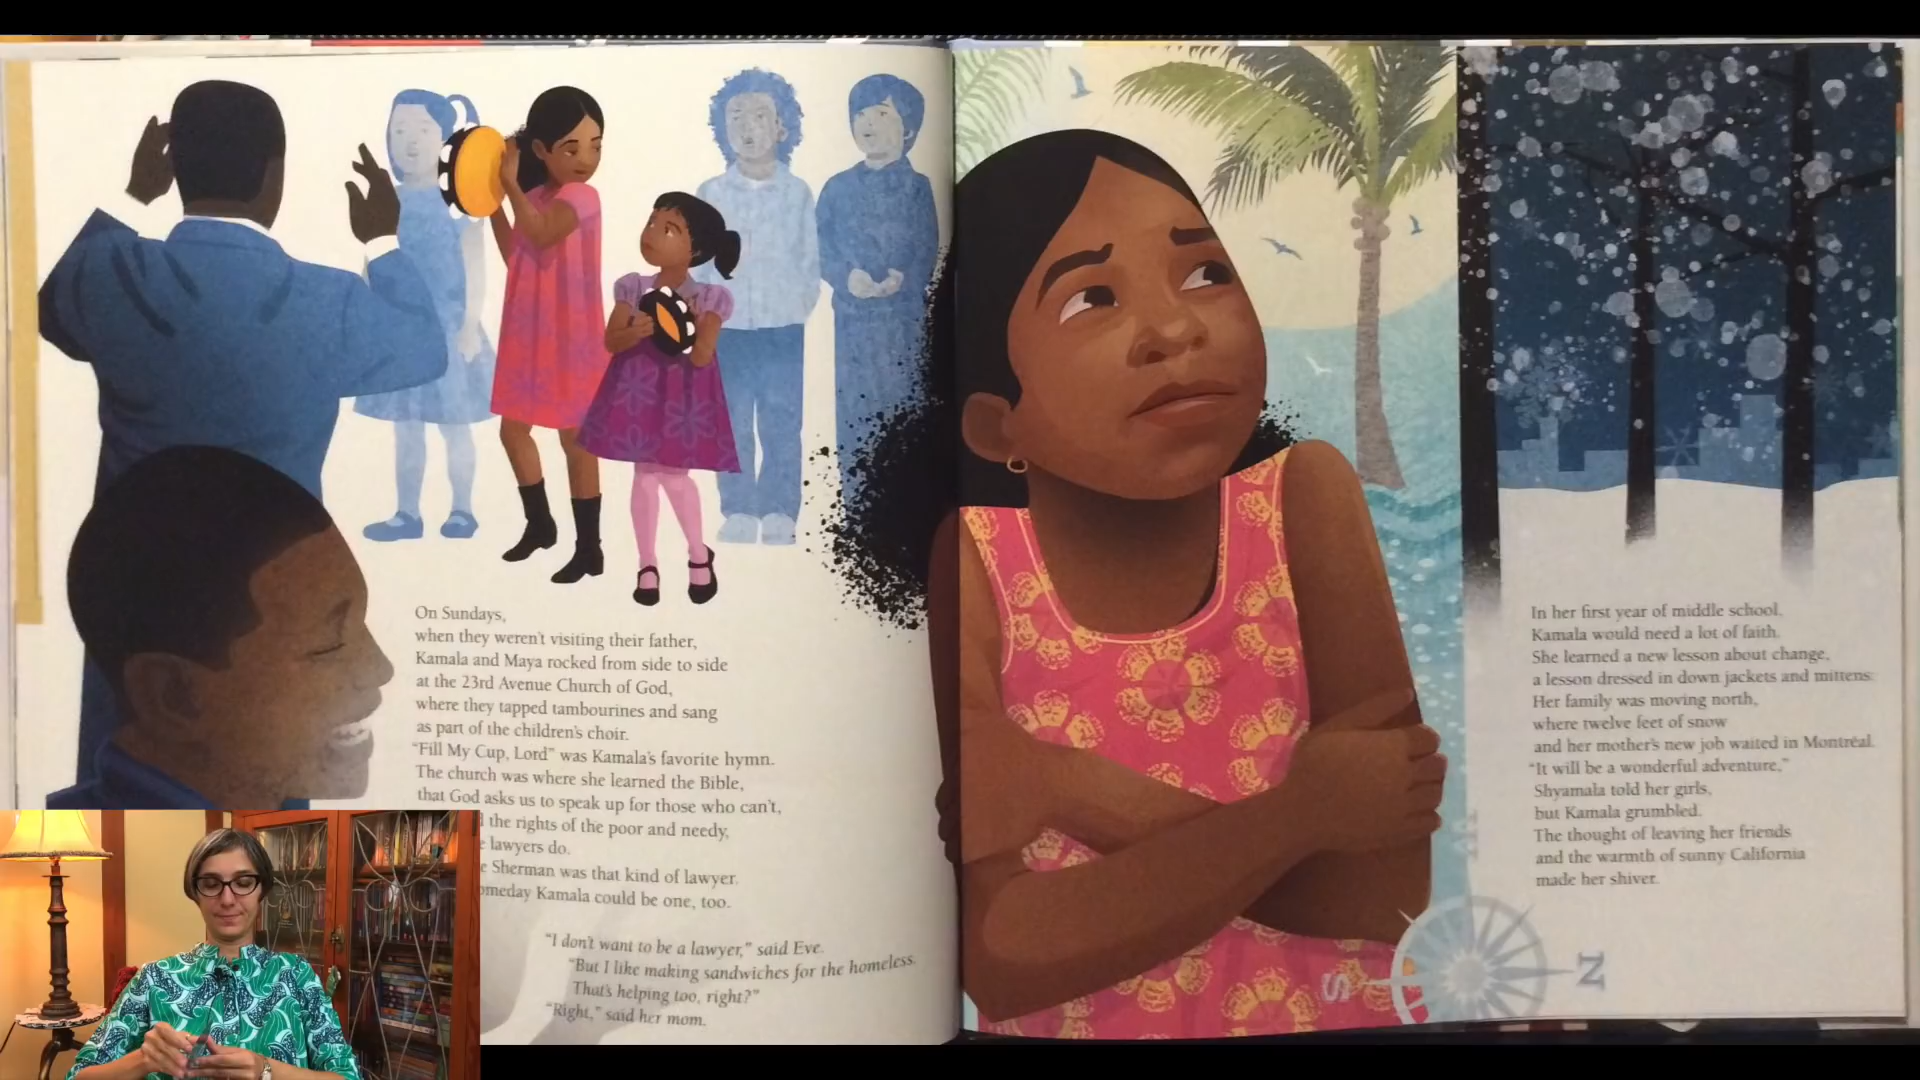 On Sundays,
when they weren't visiting their father,
Kamala and Maya rocked from side to side
at the 23rd Avenue Church of God,
where they tapped tambourines and sang
as part of the children's choir.
"Fill My Cup, Lord" was Kamala's favorite hymn.
The church was where she learned the Bible,
that God asks us to speak up for those who can't,
the rights of the poor and needy,
lawyers do.
Sherman was that kind of lawyer.
Kamala could be one, too.
"I don't want to be a lawyer," said Eve.
"But I like making sandwiches for the homeless.
That's helping too, right?"
"Right," said her mom.
In her first year of middle school,
Kamala would need a lot of faith.
She learned a new lesson about change,
a lesson dressed in down jackets and mittens:
Her family was moving north,
where twelve feet of snow
and her mother's new job waited in Montréal.
"It will be a wonderful adventure,"
Shyamala told her girls,
but Kamala grumbled.
The thought of leaving her friends
and the warmth of sunny California
made her shiver.
W
S
N